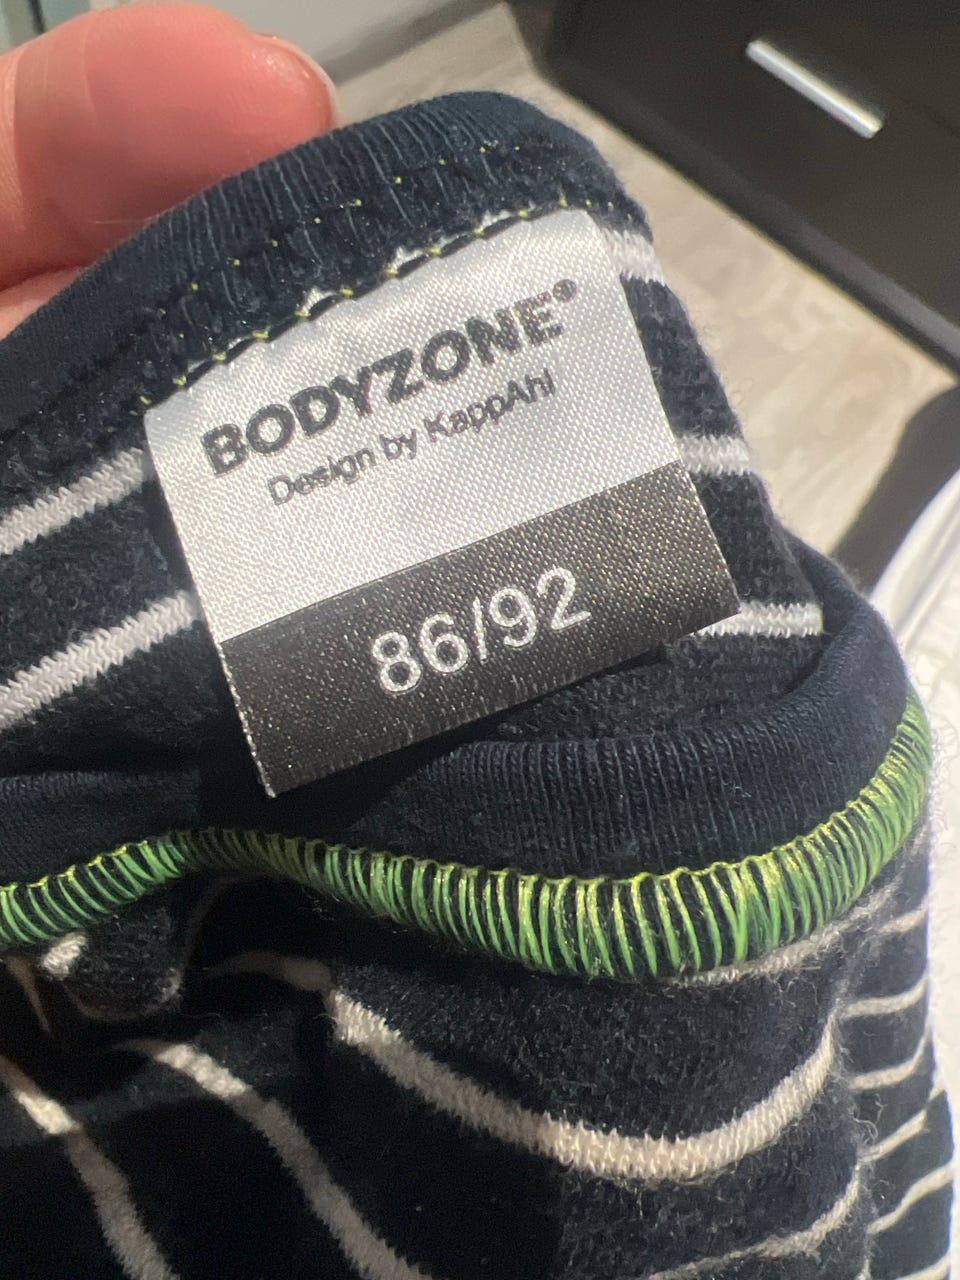 BODYZONE®
Design by KappAhl
86/92